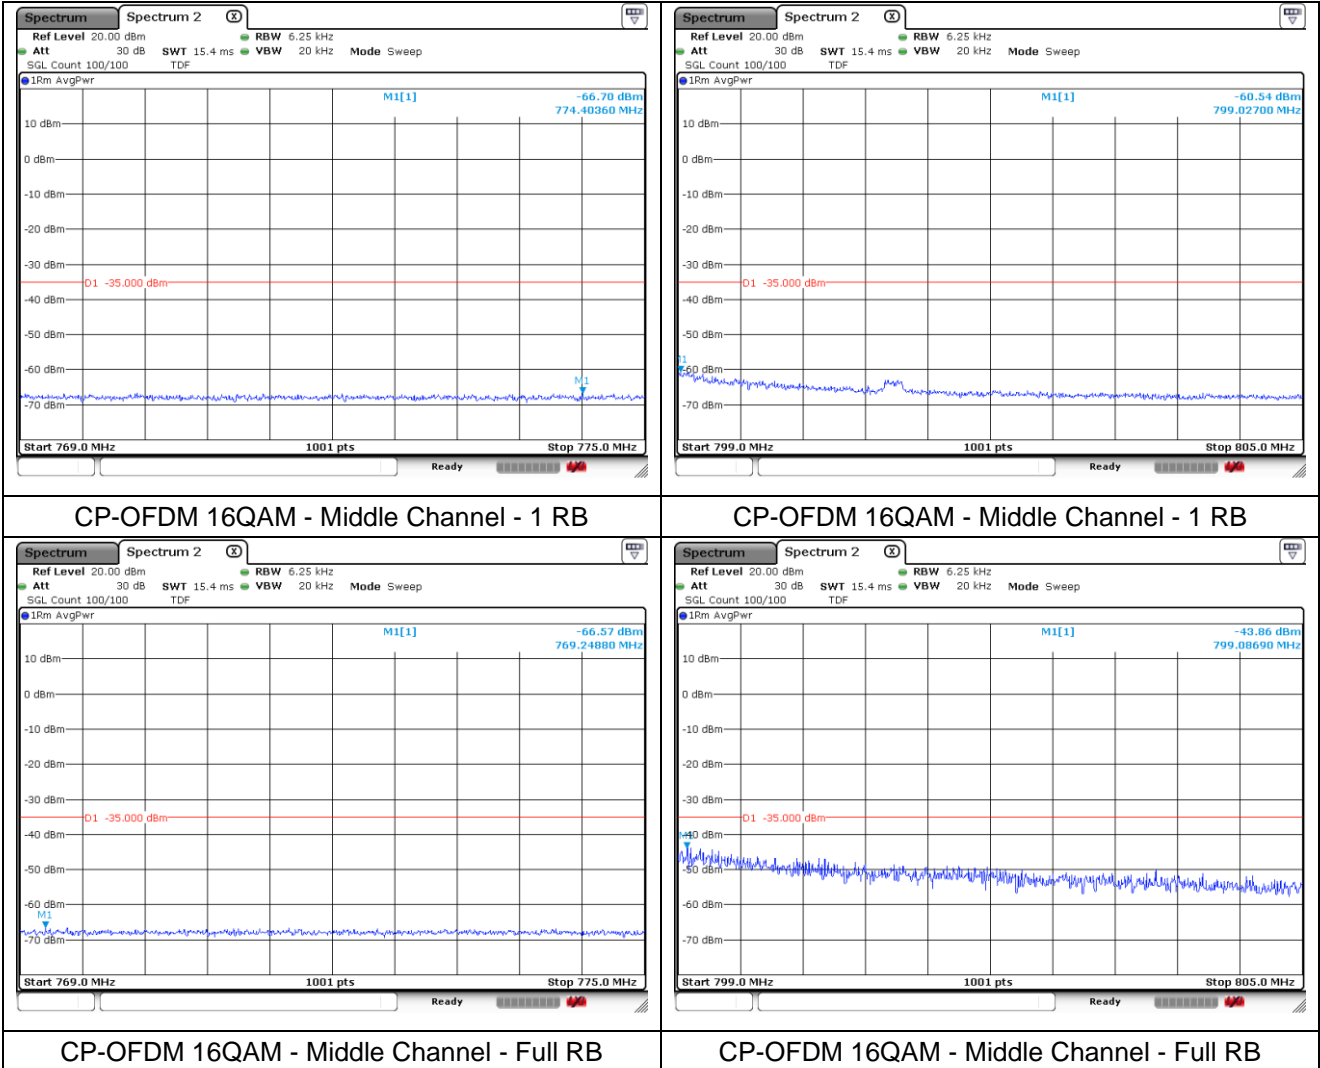 Spectrum Spectrum 2 X
Ref Level 20.00 dBm RBW 6.25 kHz
Att 30 dB SWT 15.4 ms VBW 20 kHz Mode Sweep
SGL Count 100/100 TDF
1Rm AvgPwr
M1[1] -66.70 dBm
774.40360 MHz
10 dBm
0 dBm
-10 dBm
-20 dBm
-30 dBm
D1 -35.000 dBm
-40 dBm
-50 dBm
-60 dBm
M1
-70 dBm
Start 769.0 MHz 1001 pts Stop 775.0 MHz
Ready
CP-OFDM 16QAM - Middle Channel - 1 RB
Spectrum Spectrum 2 X
Ref Level 20.00 dBm RBW 6.25 kHz
Att 30 dB SWT 15.4 ms VBW 20 kHz Mode Sweep
SGL Count 100/100 TDF
1Rm AvgPwr
M1[1] -60.54 dBm
799.02700 MHz
10 dBm
0 dBm
-10 dBm
-20 dBm
-30 dBm
D1 -35.000 dBm
-40 dBm
-50 dBm
M1
-60 dBm
-70 dBm
Start 799.0 MHz 1001 pts Stop 805.0 MHz
Ready
CP-OFDM 16QAM - Middle Channel - 1 RB
Spectrum Spectrum 2 X
Ref Level 20.00 dBm RBW 6.25 kHz
Att 30 dB SWT 15.4 ms VBW 20 kHz Mode Sweep
SGL Count 100/100 TDF
1Rm AvgPwr
M1[1] -66.57 dBm
769.24880 MHz
10 dBm
0 dBm
-10 dBm
-20 dBm
-30 dBm
D1 -35.000 dBm
-40 dBm
-50 dBm
-60 dBm
M1
-70 dBm
Start 769.0 MHz 1001 pts Stop 775.0 MHz
Ready
CP-OFDM 16QAM - Middle Channel - Full RB
Spectrum Spectrum 2 X
Ref Level 20.00 dBm RBW 6.25 kHz
Att 30 dB SWT 15.4 ms VBW 20 kHz Mode Sweep
SGL Count 100/100 TDF
1Rm AvgPwr
M1[1] -43.86 dBm
799.08690 MHz
10 dBm
0 dBm
-10 dBm
-20 dBm
-30 dBm
D1 -35.000 dBm
-40 dBm
-50 dBm
-60 dBm
-70 dBm
Start 799.0 MHz 1001 pts Stop 805.0 MHz
Ready
CP-OFDM 16QAM - Middle Channel - Full RB